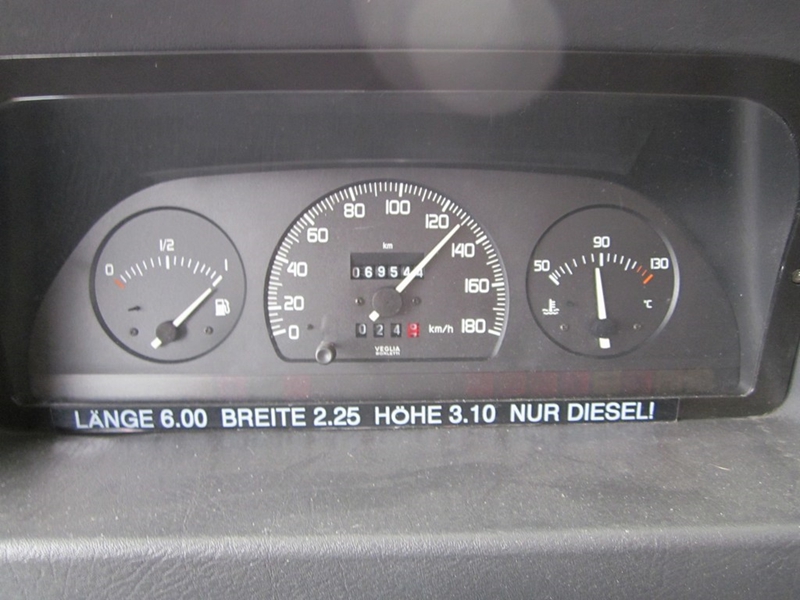 0 1/2 1
0 20 40 60 80 100 120 140 160 180
km
069544
024
km/h
VEGLIA
BORLETTI
50 90 130
°C
LÄNGE 6.00 BREITE 2.25 HÖHE 3.10 NUR DIESEL!